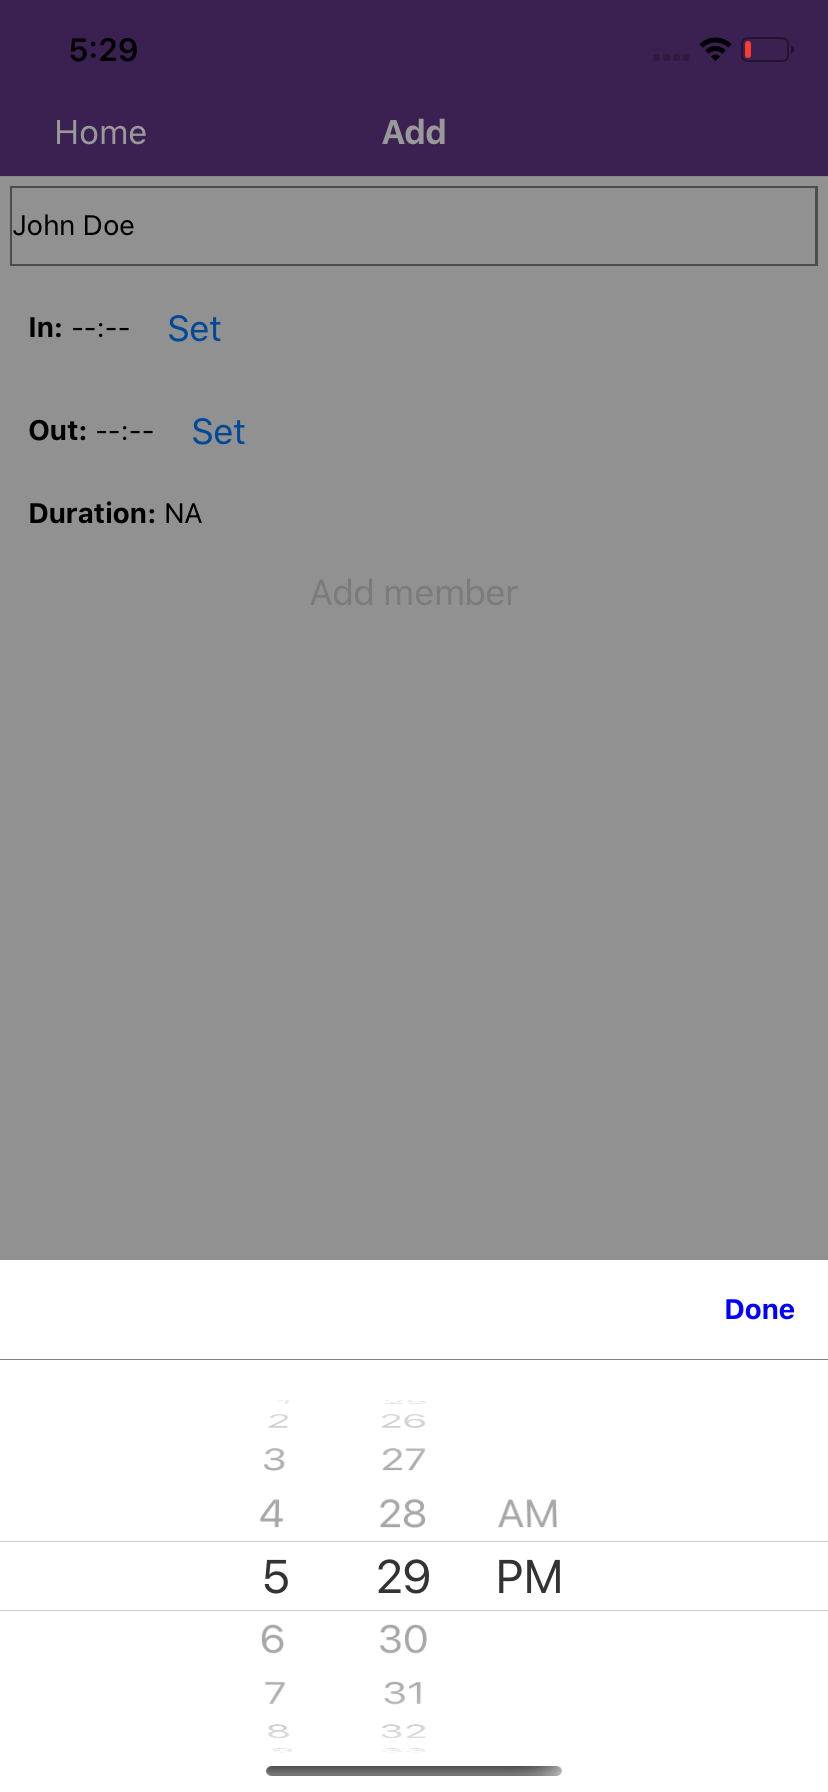 5:29
Home Add
John Doe
In: --:-- Set
Out: --:-- Set
Duration: NA
Add member
Done
2 26
3 27
4 28 AM
5 29 PM
6 30
7 31
8 32